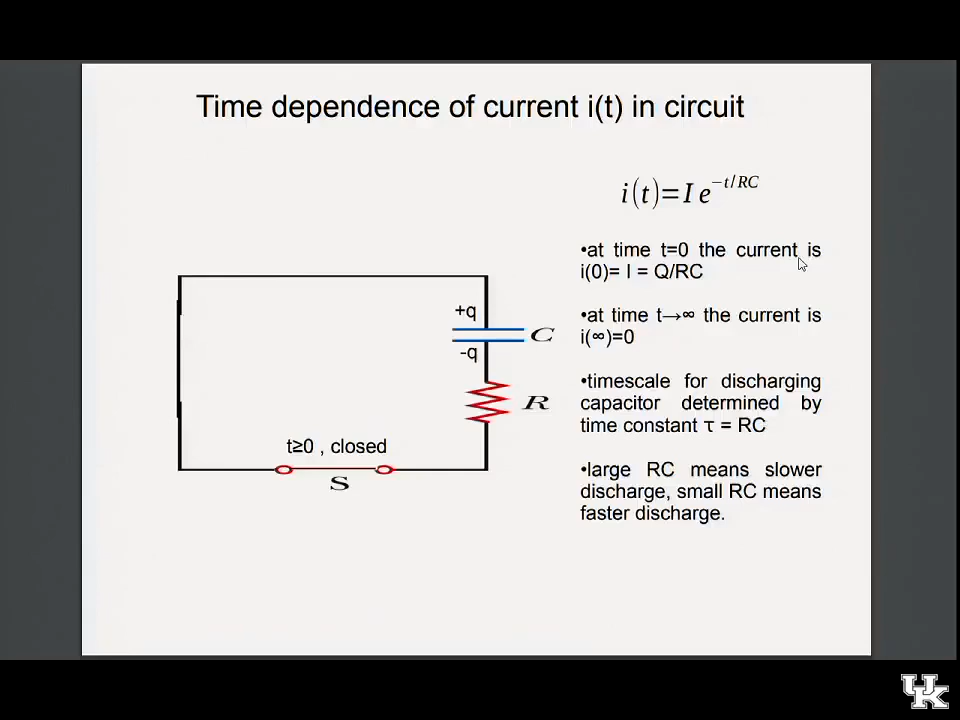 Time dependence of current i(t) in circuit
i(t)=I e^{-t/RC}
•at time t=0 the current is
i(0)= I = Q/RC
•at time t→∞ the current is
i(∞)=0
•timescale for discharging
capacitor determined by
time constant τ = RC
•large RC means slower
discharge, small RC means
faster discharge.
+q
C
-q
R
t≥0 , closed
S
UK